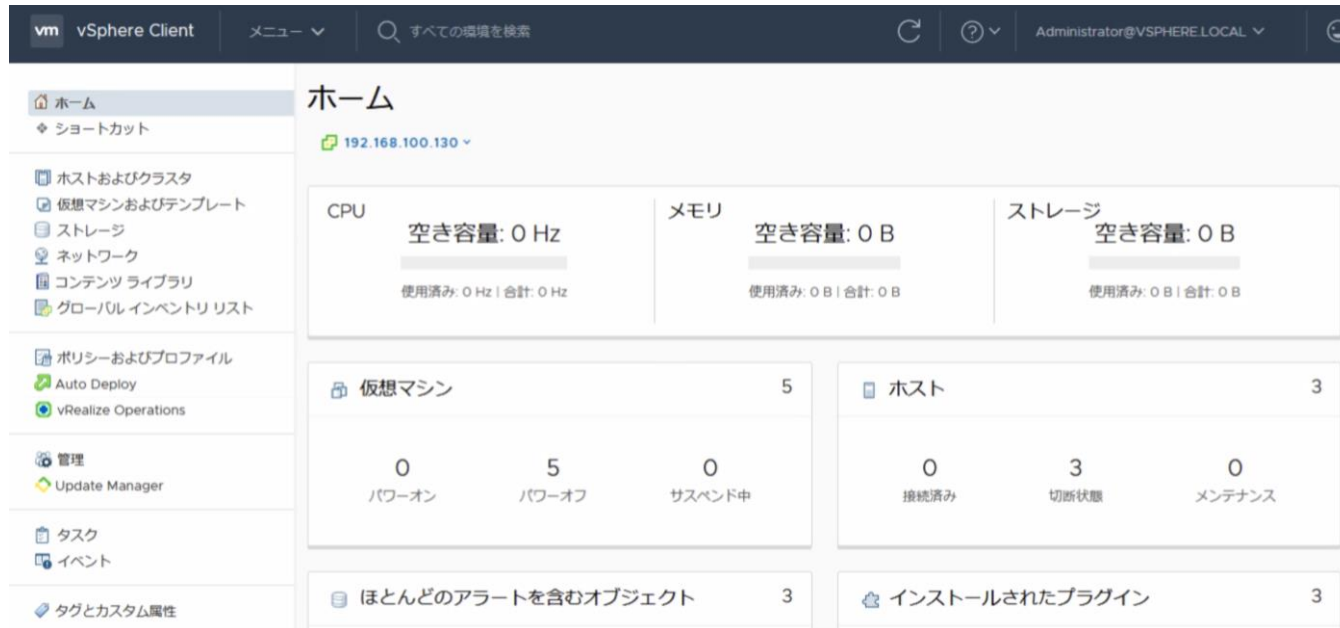 vm vSphere Client メニュー すべての環境を検索 Administrator@VSPHERE.LOCAL
ホーム
ショートカット
ホストおよびクラスタ
仮想マシンおよびテンプレート
ストレージ
ネットワーク
コンテンツ ライブラリ
グローバル インベントリ リスト
ポリシーおよびプロファイル
Auto Deploy
vRealize Operations
管理
Update Manager
タスク
イベント
タグとカスタム属性
ホーム
192.168.100.130
CPU
空き容量: 0 Hz
使用済み: 0 Hz | 合計: 0 Hz
メモリ
空き容量: 0 B
使用済み: 0 B | 合計: 0 B
ストレージ
空き容量: 0 B
使用済み: 0 B | 合計: 0 B
仮想マシン 5
0 5 0
パワーオン パワーオフ サスペンド中
ホスト 3
0 3 0
接続済み 切断状態 メンテナンス
ほとんどのアラートを含むオブジェクト 3
インストールされたプラグイン 3